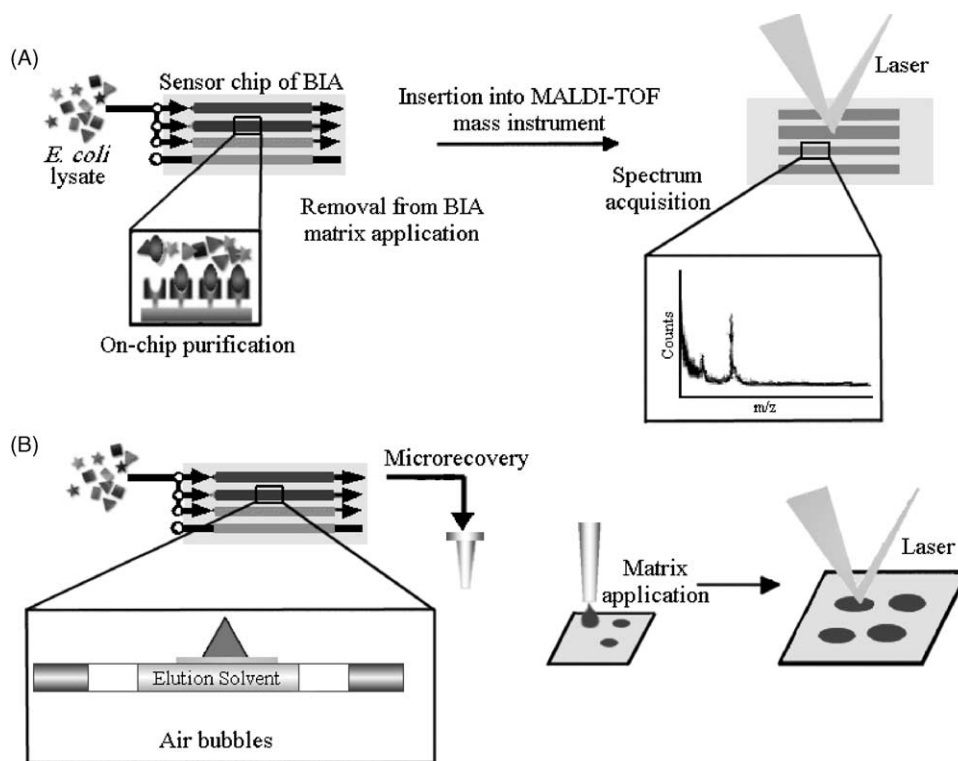 (A)
Sensor chip of BIA
Laser
Insertion into MALDI-TOF
mass instrument
E. coli
lysate
Spectrum
acquisition
Removal from BIA
matrix application
On-chip purification
Counts
m/z
(B)
Microrecovery
Laser
Matrix
application
Elution Solvent
Air bubbles